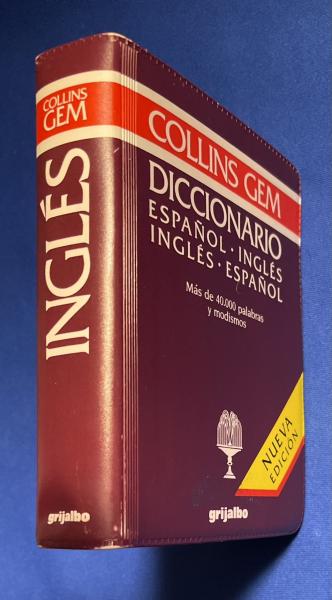 COLLINS
GEM
INGLÉS
grijalbo
COLLINS GEM
DICCIONARIO
ESPAÑOL · INGLÉS
INGLÉS · ESPAÑOL
Más de 40.000 palabras
y modismos
NUEVA
EDICIÓN
grijalbo